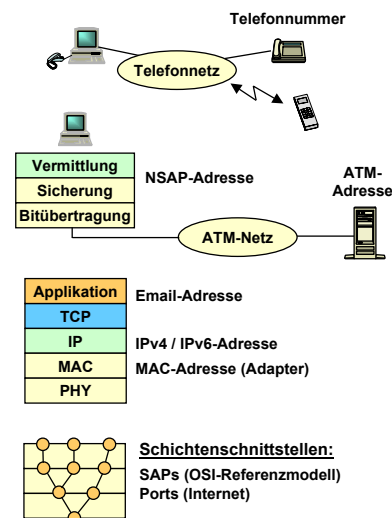 Telefonnummer
Telefonnetz
Vermittlung
Sicherung
Bitübertragung
NSAP-Adresse
ATM-
Adresse
ATM-Netz
Applikation
Email-Adresse
TCP
IP
IPv4 / IPv6-Adresse
MAC
MAC-Adresse (Adapter)
PHY
Schichtenschnittstellen:
SAPs (OSI-Referenzmodell)
Ports (Internet)